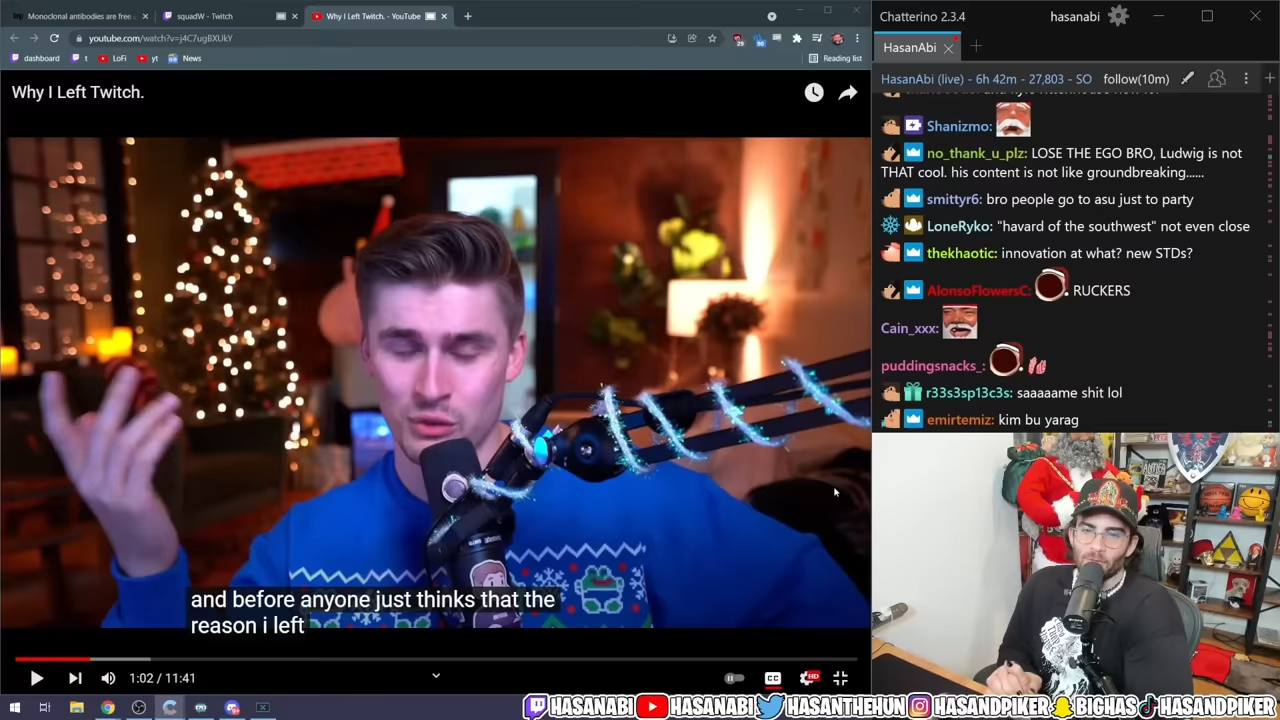 Monoclonal antibodies are free
squadW - Twitch
Why I Left Twitch. - YouTube
youtube.com/watch?v=j4C7ugBXUkY
dashboard
t
LoFi
yt
News
Reading list
Why I Left Twitch.
and before anyone just thinks that the
reason i left
1:02 / 11:41
CC
HD
Chatterino 2.3.4
hasanabi
HasanAbi
HasanAbi (live) - 6h 42m - 27,803 - SO
follow(10m)
Shanizmo:
no_thank_u_plz: LOSE THE EGO BRO, Ludwig is not
THAT cool. his content is not like groundbreaking......
smittyr6: bro people go to asu just to party
LoneRyko: "havard of the southwest" not even close
thekhaotic: innovation at what? new STDs?
AlonsoFlowersC: RUCKERS
Cain_xxx:
puddingsnacks_:
r33s3sp13c3s: saaaaame shit lol
emirtemiz: kim bu yarag
HASANABI
HASANABI
HASANTHEHUN
HASANDPIKER
BIGHAS
HASANDPIKER